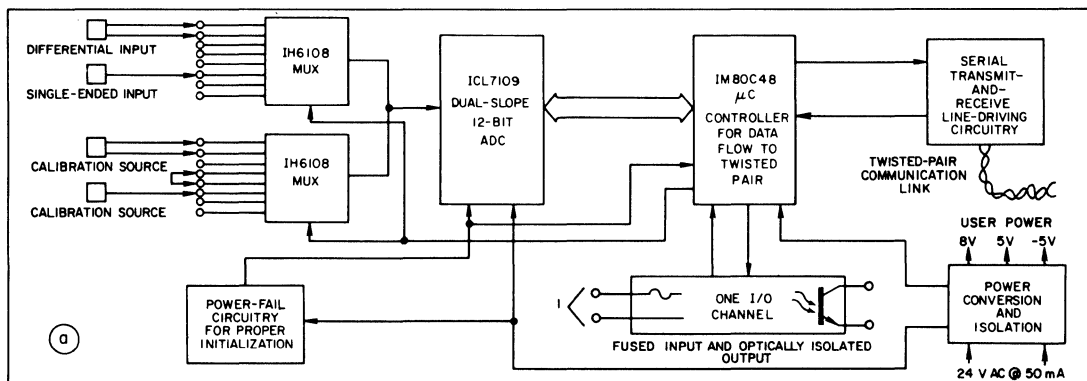 DIFFERENTIAL INPUT
SINGLE-ENDED INPUT
IH6108
MUX
CALIBRATION SOURCE
CALIBRATION SOURCE
IH6108
MUX
ICL7109
DUAL-SLOPE
12-BIT
ADC
IM80C48
μC
CONTROLLER
FOR DATA
FLOW TO
TWISTED
PAIR
SERIAL
TRANSMIT-
AND-
RECEIVE
LINE-DRIVING
CIRCUITRY
TWISTED-PAIR
COMMUNICATION
LINK
USER POWER
8V 5V -5V
POWER
CONVERSION
AND
ISOLATION
24 V AC @ 50 mA
POWER-FAIL
CIRCUITRY
FOR PROPER
INITIALIZATION
I
ONE I/O
CHANNEL
FUSED INPUT AND OPTICALLY ISOLATED
OUTPUT
a